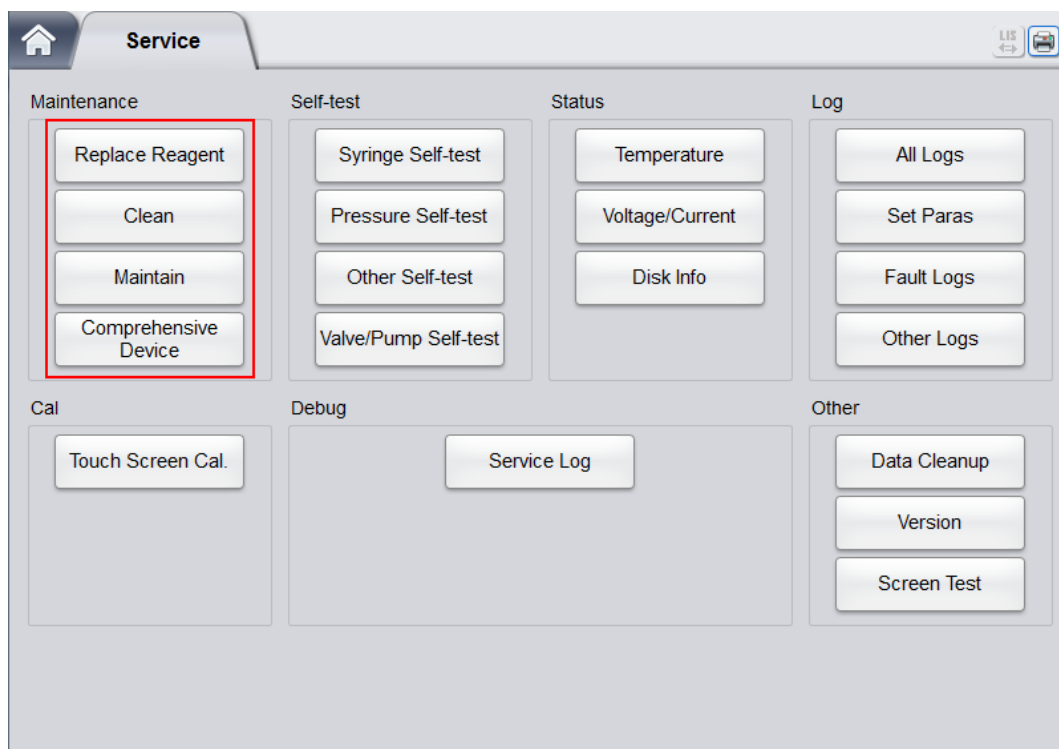 Service
LIS
Maintenance
Replace Reagent
Clean
Maintain
Comprehensive
Device
Self-test
Syringe Self-test
Pressure Self-test
Other Self-test
Valve/Pump Self-test
Status
Temperature
Voltage/Current
Disk Info
Log
All Logs
Set Paras
Fault Logs
Other Logs
Cal
Touch Screen Cal.
Debug
Service Log
Other
Data Cleanup
Version
Screen Test